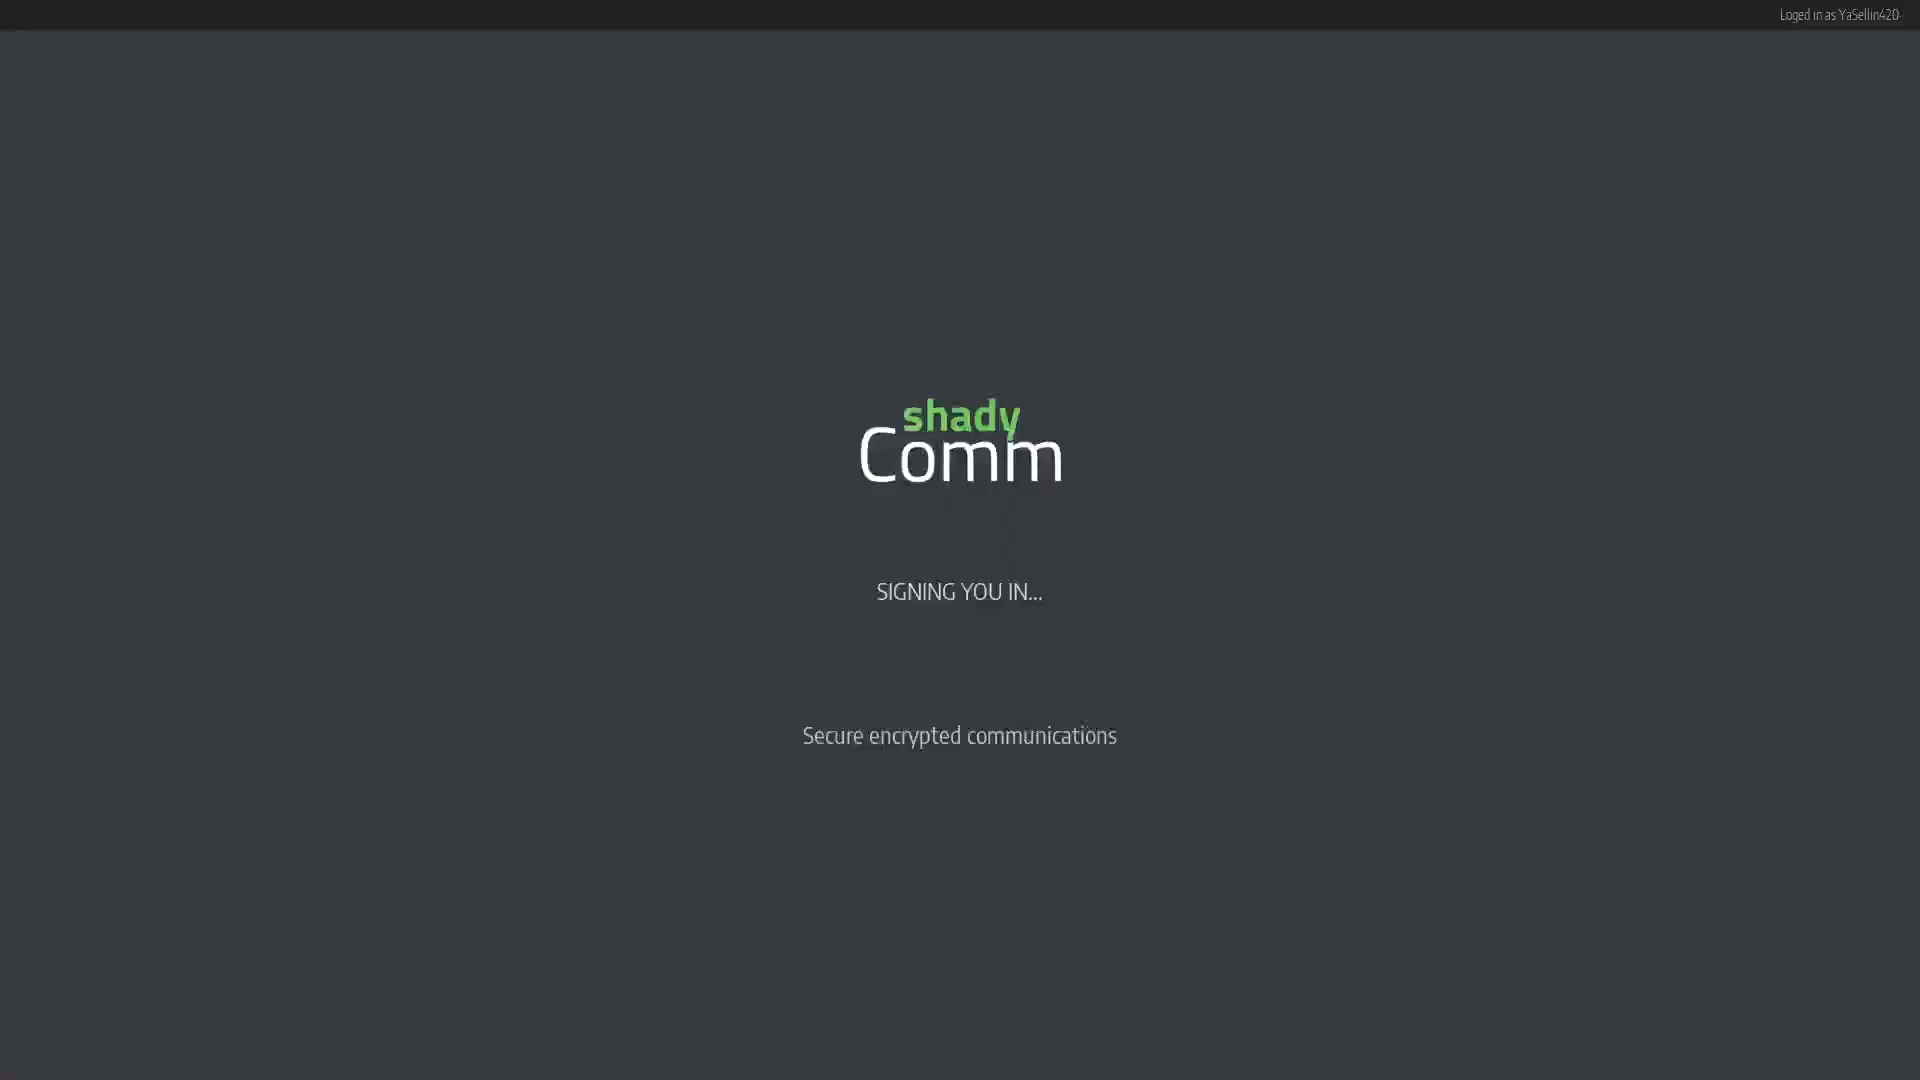 Loged in as YaSellin420
shady
Comm
SIGNING YOU IN...
Secure encrypted communications